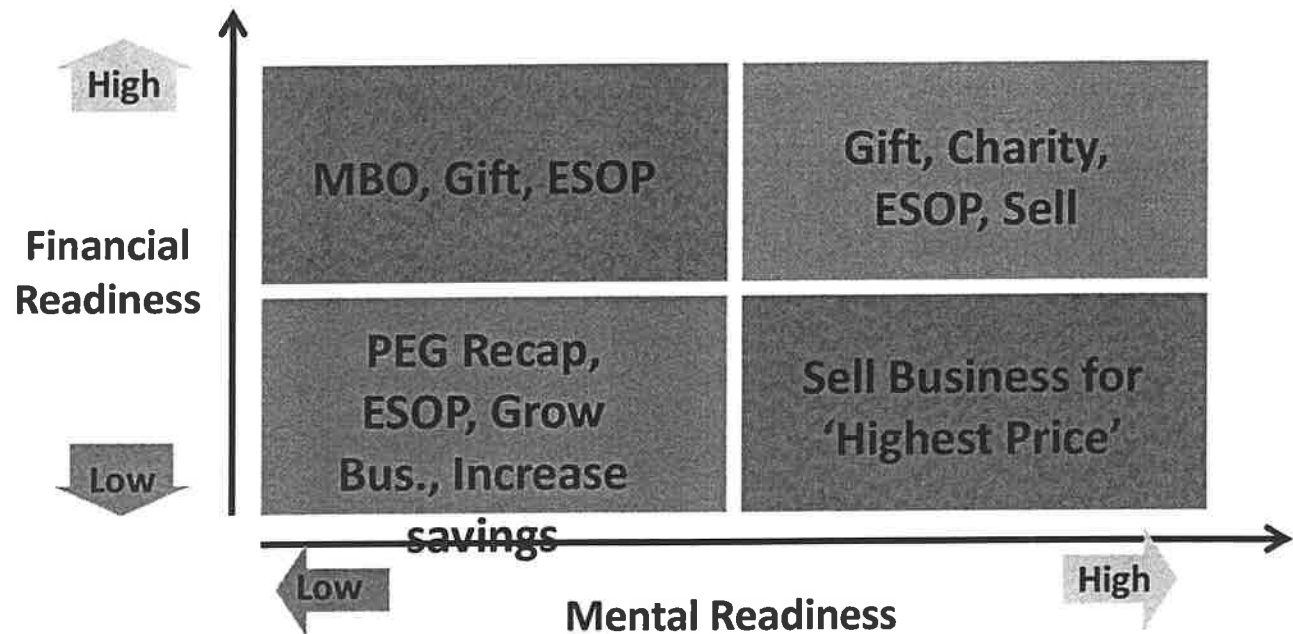 High
MBO, Gift, ESOP
Gift, Charity,
ESOP, Sell
Financial
Readiness
PEG Recap,
ESOP, Grow
Bus., Increase
savings
Sell Business for
‘Highest Price’
Low
Low
Mental Readiness
High